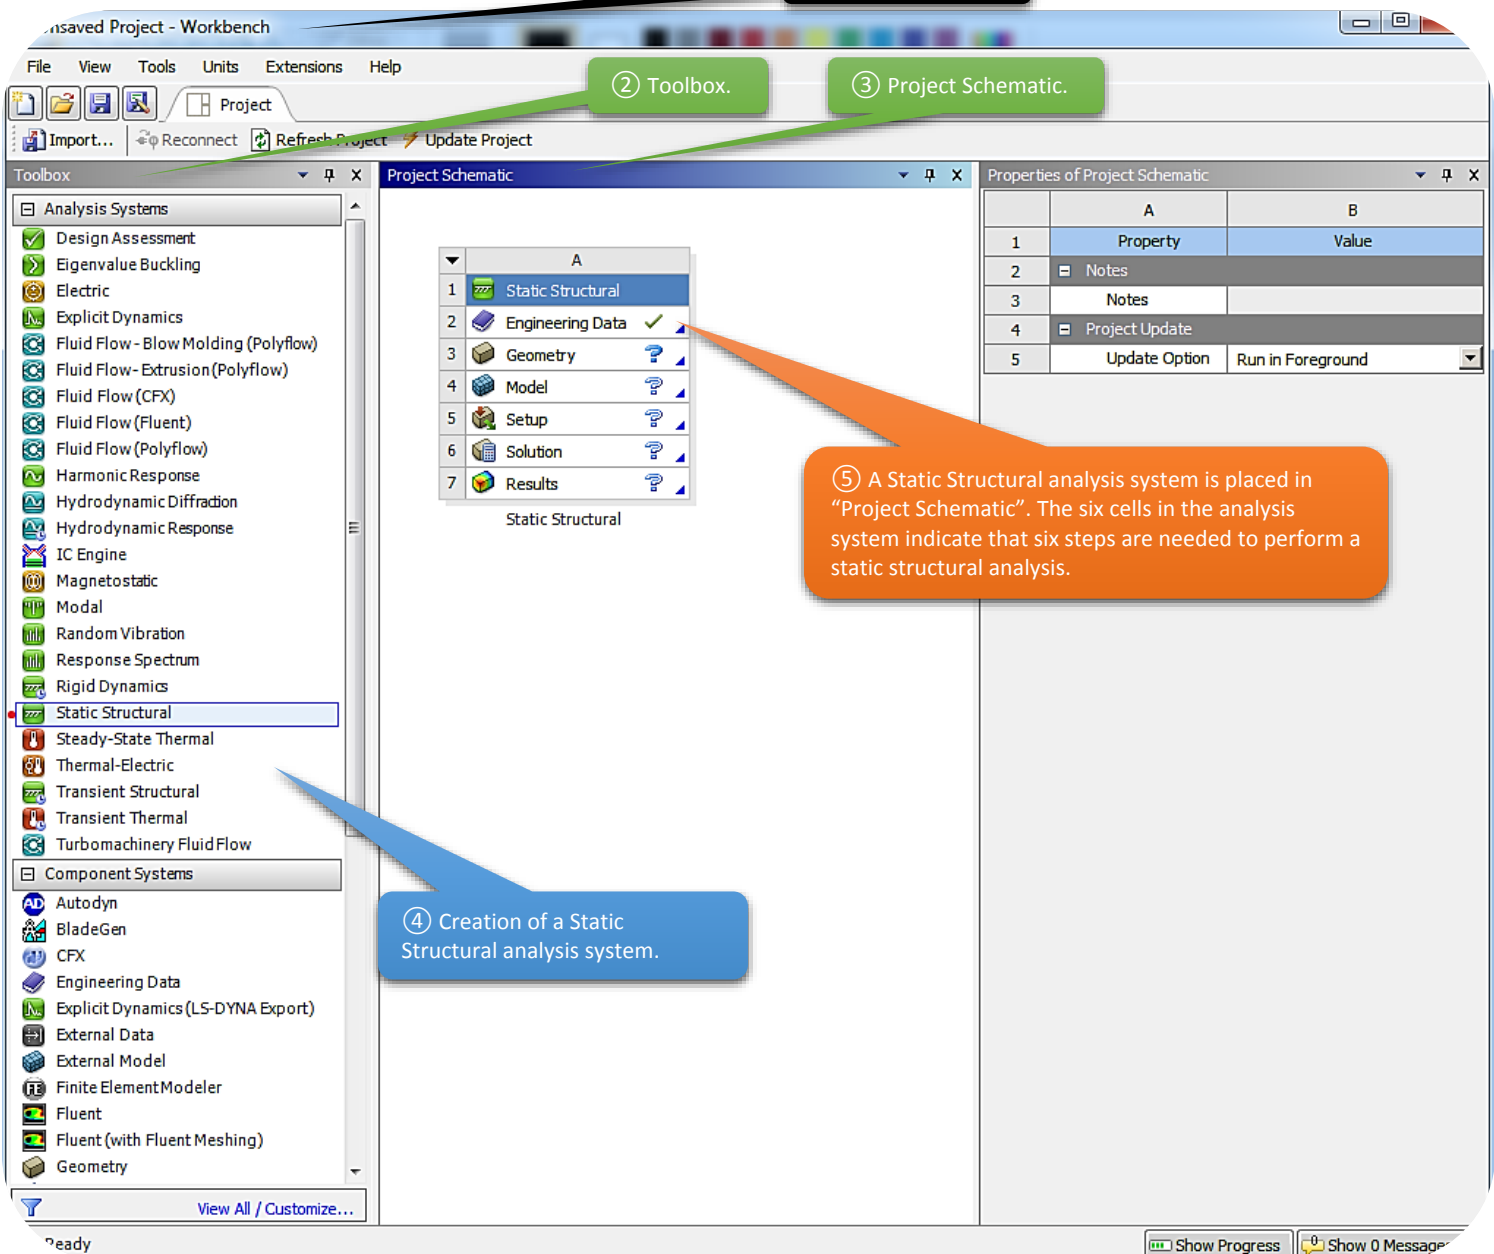 Unsaved Project - Workbench
File View Tools Units Extensions Help
② Toolbox.
③ Project Schematic.
Project
Import... Reconnect Refresh Project Update Project
Toolbox
Analysis Systems
Design Assessment
Eigenvalue Buckling
Electric
Explicit Dynamics
Fluid Flow - Blow Molding (Polyflow)
Fluid Flow - Extrusion (Polyflow)
Fluid Flow (CFX)
Fluid Flow (Fluent)
Fluid Flow (Polyflow)
Harmonic Response
Hydrodynamic Diffraction
Hydrodynamic Response
IC Engine
Magnetostatic
Modal
Random Vibration
Response Spectrum
Rigid Dynamics
Static Structural
Steady-State Thermal
Thermal-Electric
Transient Structural
Transient Thermal
Turbomachinery Fluid Flow
Component Systems
Autodyn
BladeGen
CFX
Engineering Data
Explicit Dynamics (LS-DYNA Export)
External Data
External Model
Finite Element Modeler
Fluent
Fluent (with Fluent Meshing)
Geometry
View All / Customize...
Project Schematic
A
1 Static Structural
2 Engineering Data
3 Geometry
4 Model
5 Setup
6 Solution
7 Results
Static Structural
④ Creation of a Static
Structural analysis system.
⑤ A Static Structural analysis system is placed in
“Project Schematic”. The six cells in the analysis
system indicate that six steps are needed to perform a
static structural analysis.
Properties of Project Schematic
A B
1 Property Value
2 Notes
3 Notes
4 Project Update
5 Update Option Run in Foreground
Ready
Show Progress Show 0 Messages